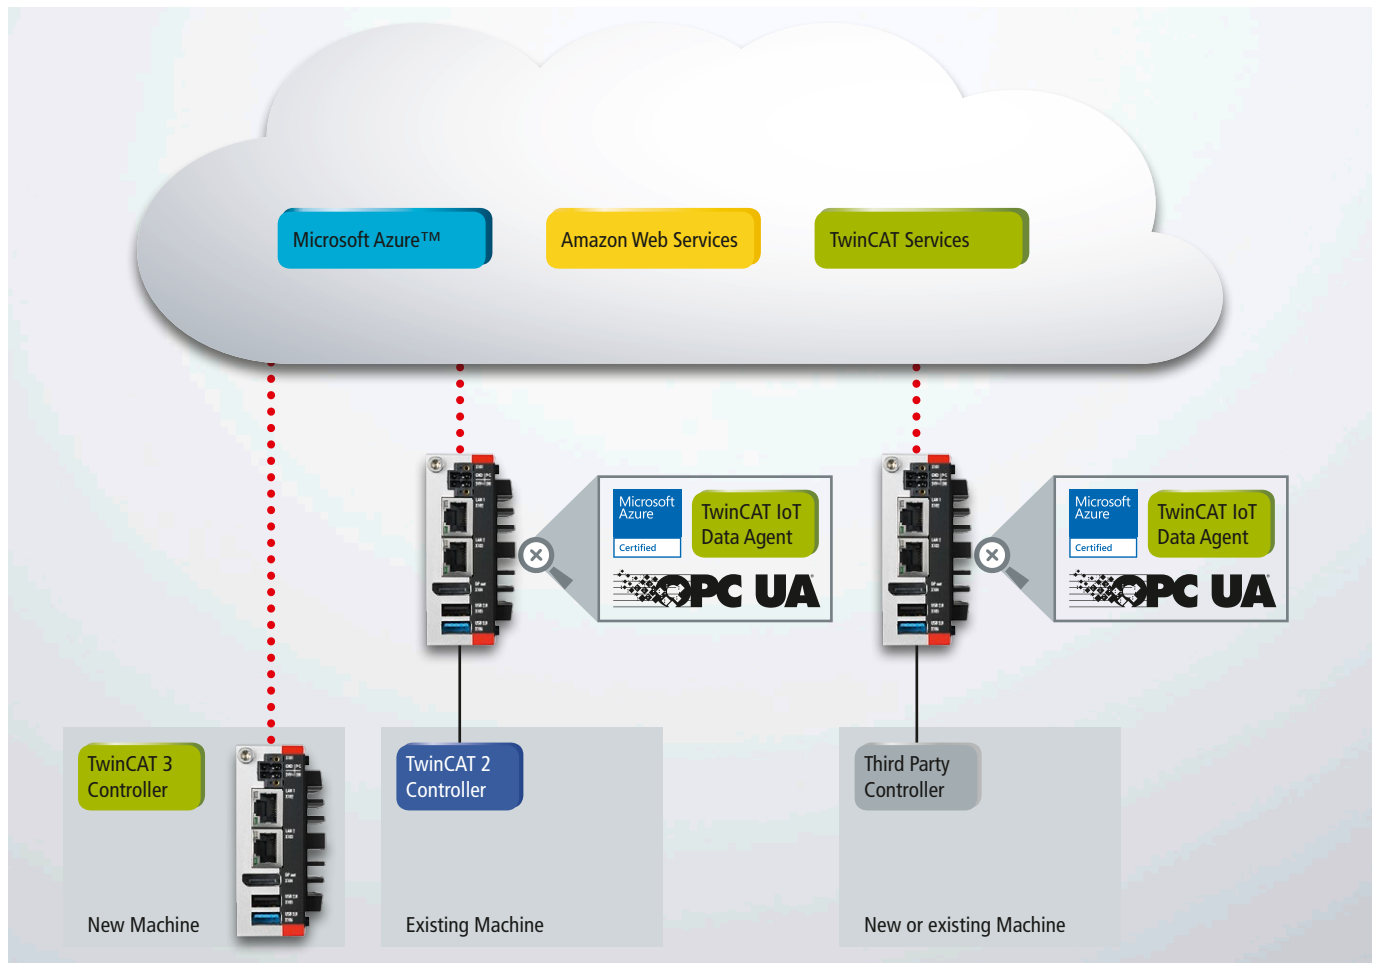 Microsoft Azure™
Amazon Web Services
TwinCAT Services
Microsoft
Azure
Certified
TwinCAT IoT
Data Agent
OPC UA
Microsoft
Azure
Certified
TwinCAT IoT
Data Agent
OPC UA
TwinCAT 3
Controller
New Machine
TwinCAT 2
Controller
Existing Machine
Third Party
Controller
New or existing Machine